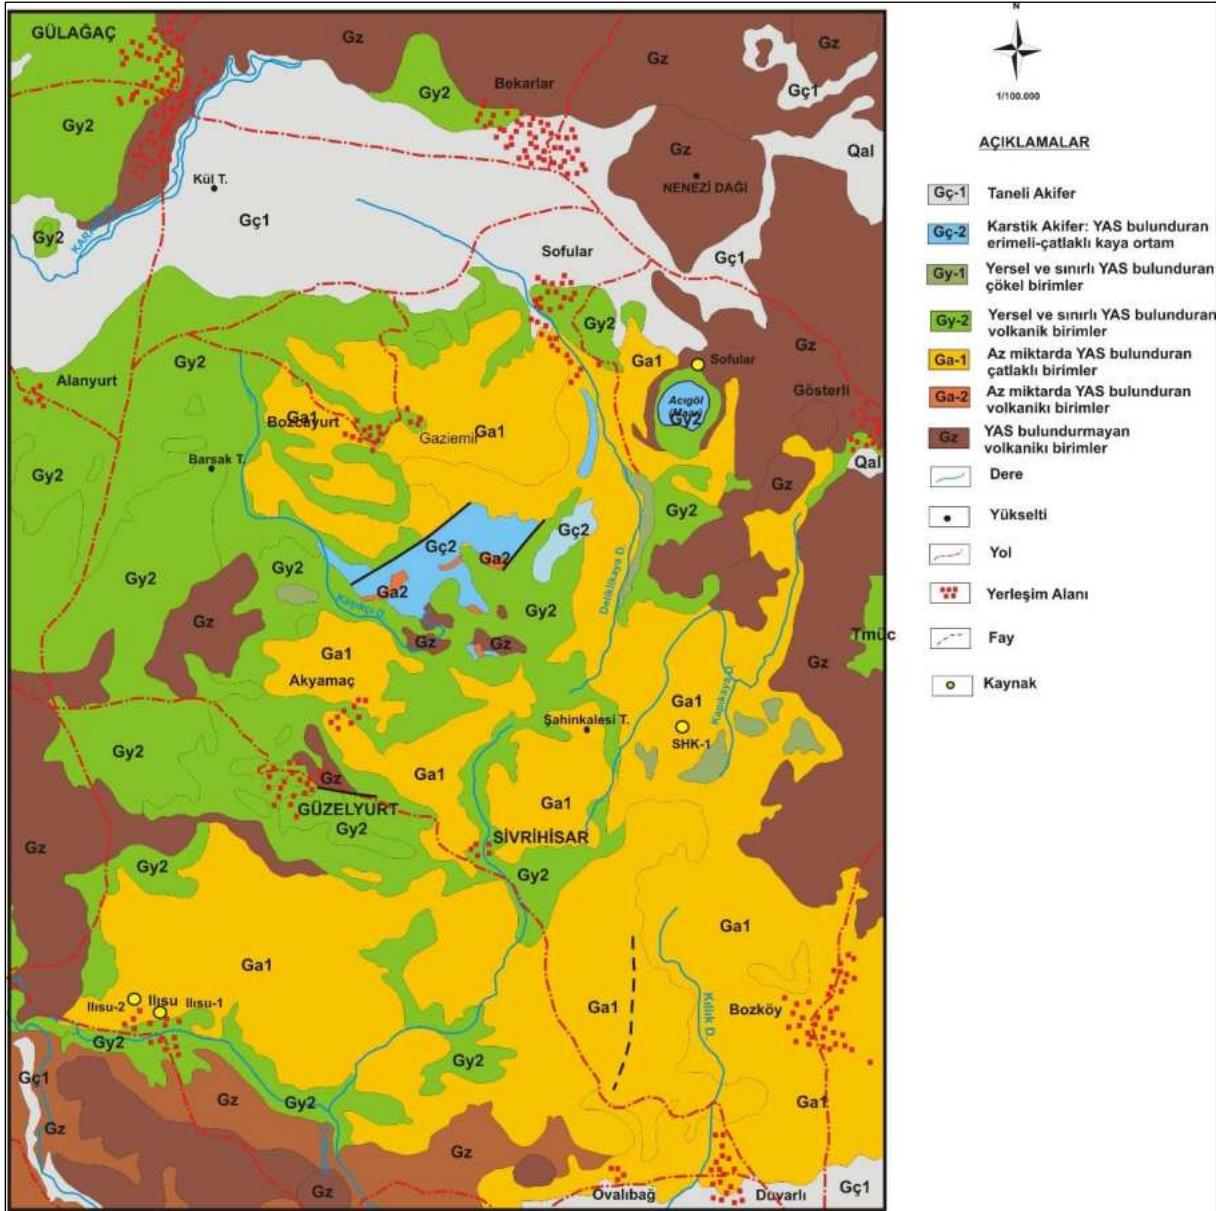 N
1/100.000
AÇIKLAMALAR
Gç-1 Taneli Akifer
Gç-2 Karstik Akifer: YAS bulunduran
erimeli-çatlaklı kaya ortam
Gy-1 Yersel ve sınırlı YAS bulunduran
çökel birimler
Gy-2 Yersel ve sınırlı YAS bulunduran
volkanik birimler
Ga-1 Az miktarda YAS bulunduran
çatlaklı birimler
Ga-2 Az miktarda YAS bulunduran
volkanikı birimler
Gz YAS bulundurmayan
volkanikı birimler
Dere
Yükselti
Yol
Yerleşim Alanı
Fay
Kaynak
GÜLAĞAÇ
Gz
Gz
Gz
Bekarlar
Gy2
Gç1
Gy2
Gz
Qal
Kül T.
NENEZİ DAĞI
Gç1
Gy2
Sofular
Gç1
Gy2
Gz
Gy2
Ga1
Sofular
Alanyurt
Gösterli
Acıgöl
Gy2
Ga1
Bozcayurt
Ga1
Gaziemir
Barsak T.
Qal
Gy2
Gz
Gy2
Gç2
Gç2
Ga2
Gy2
Gy2
Ga2
Deliklikaya D.
Kaşıkçı D.
Gy2
Gz
Gz
Gz
Tmüc
Ga1
Gz
Akyamaç
Ga1
Kapıkaya D.
Şahinkalesi T.
SHK-1
Gy2
Ga1
Gz
Ga1
GÜZELYURT
Gy2
SİVRİHİSAR
Gz
Gy2
Gy2
Ga1
Ga1
Ilısu-2
Ilısu
Ilısu-1
Ga1
Bozköy
Kıllık D
Gy2
Gy2
Gç1
Gz
Gy2
Ga1
Gz
Gz
Gz
Ovalıbağ
Duvarlı
Gç1